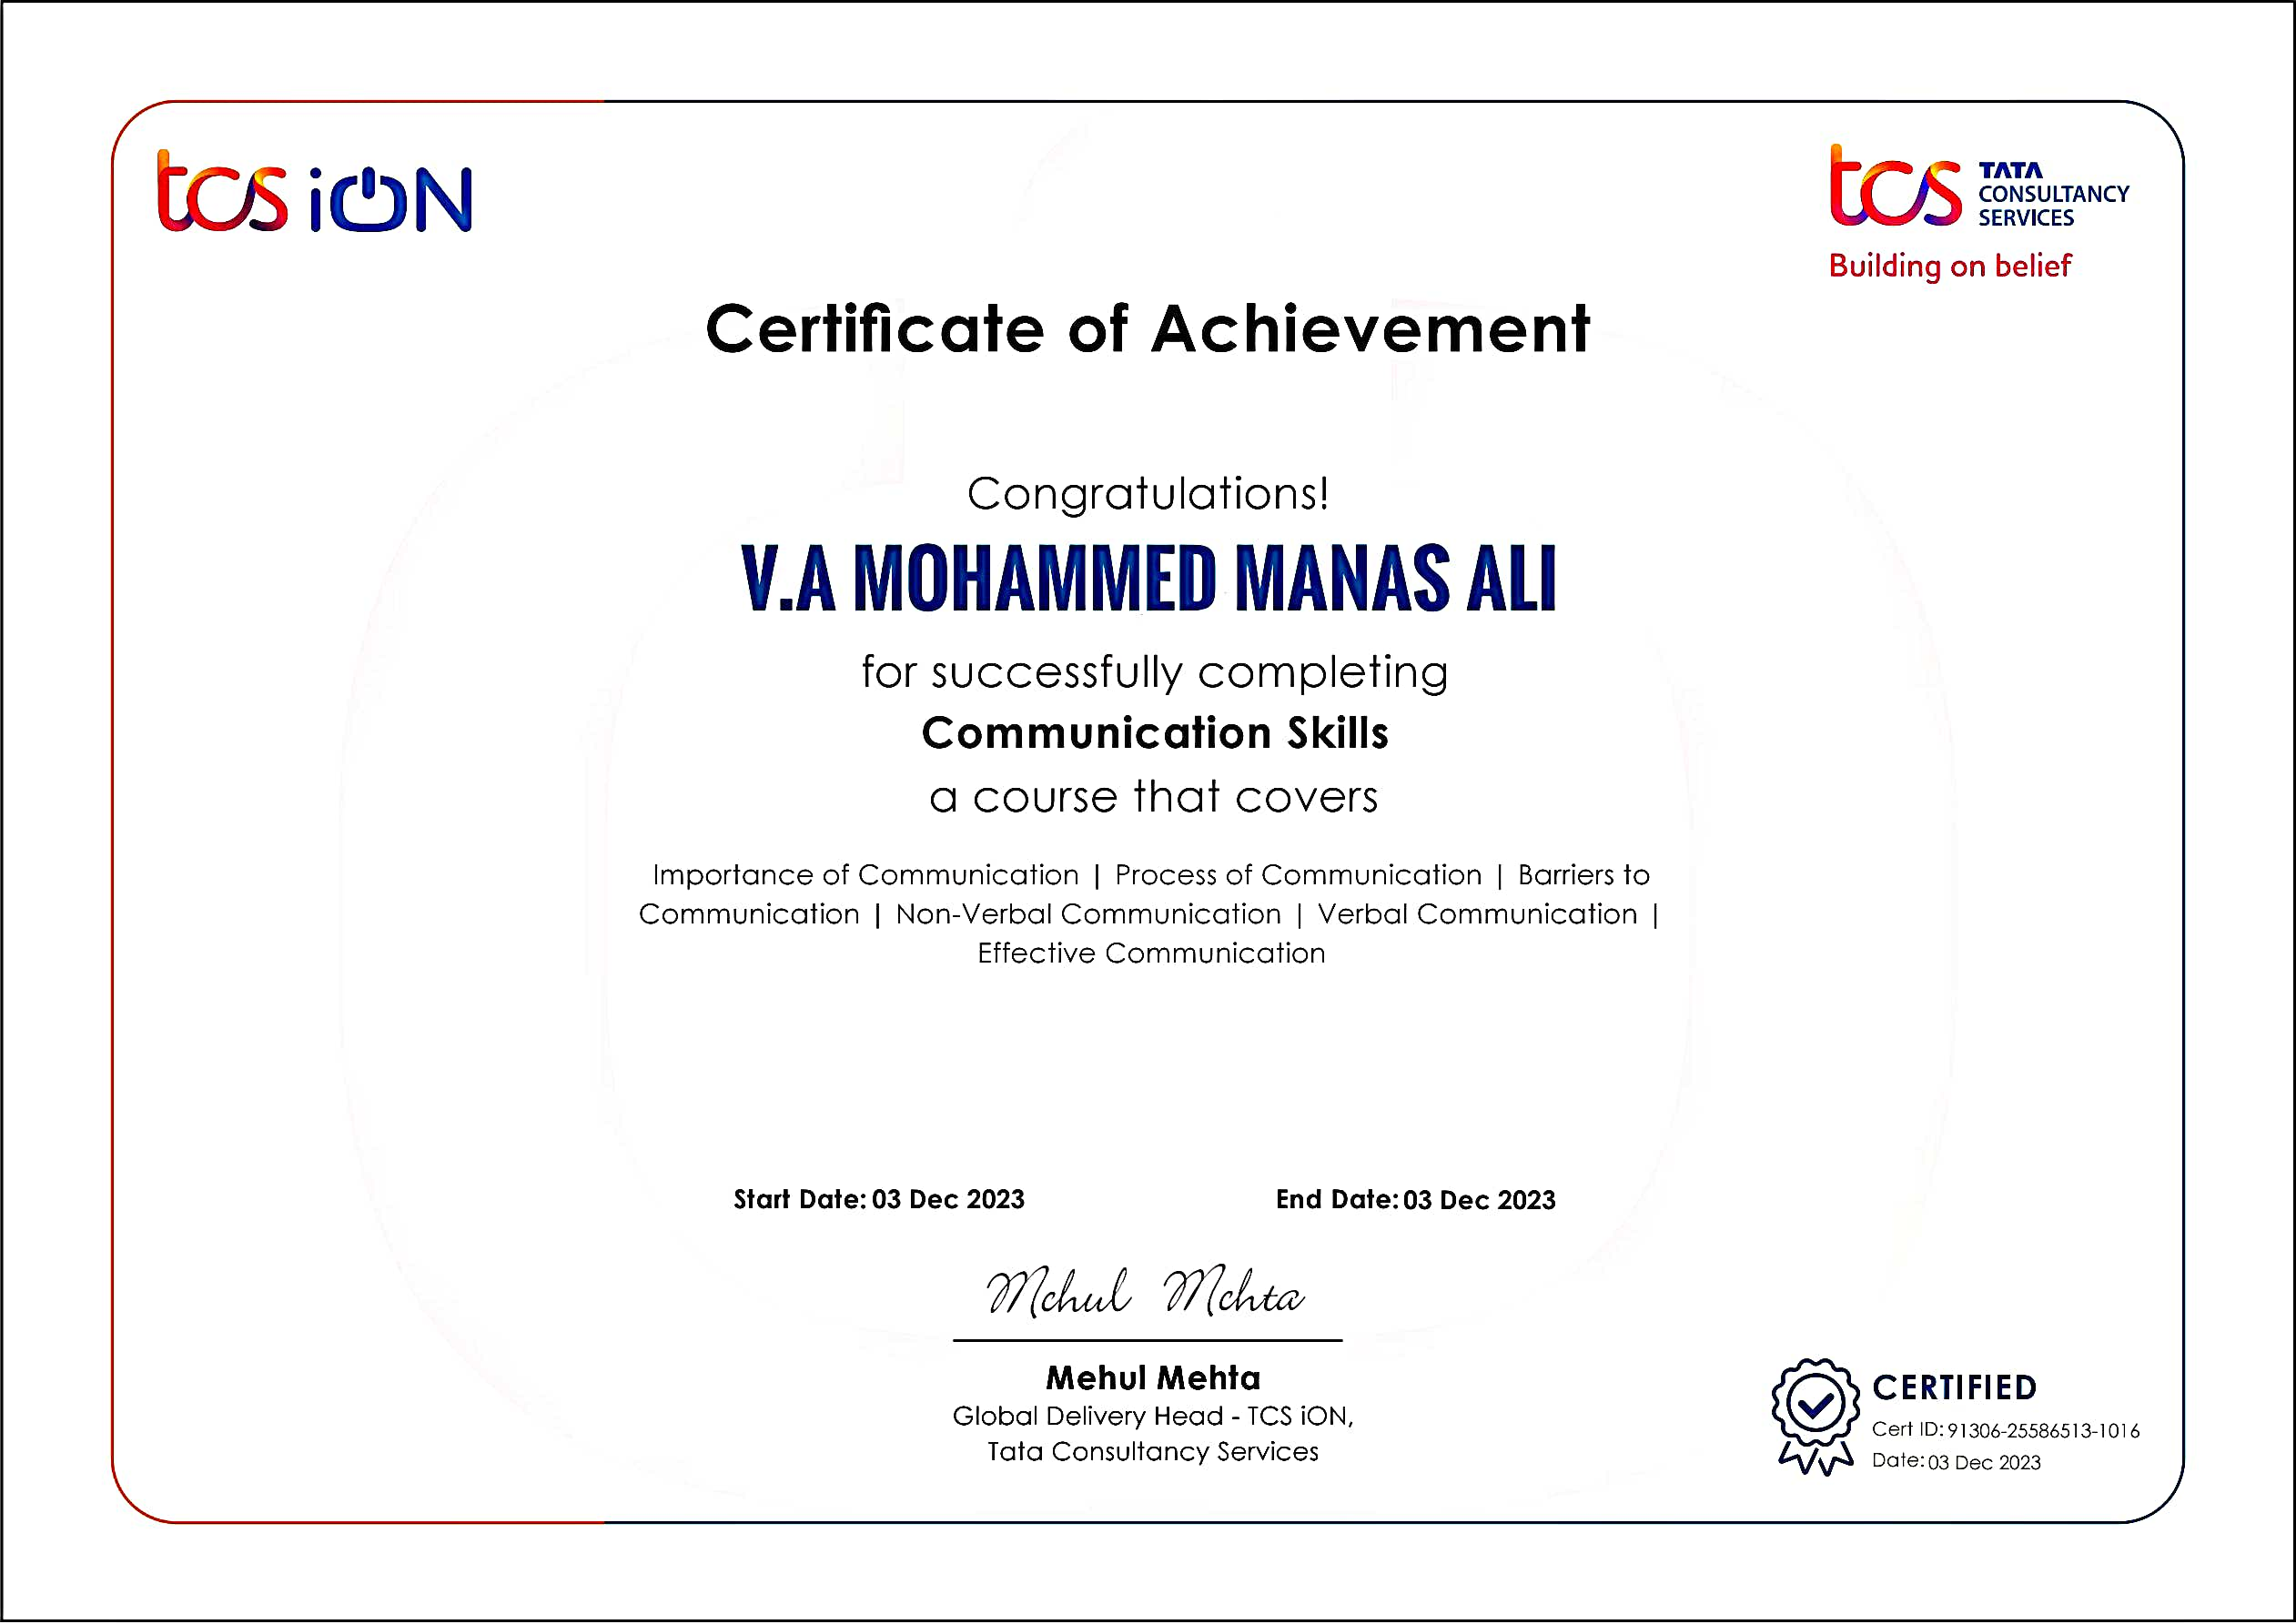 tcs iON
tcs TATA
CONSULTANCY
SERVICES
Building on belief
Certificate of Achievement
Congratulations!
V.A MOHAMMED MANAS ALI
for successfully completing
Communication Skills
a course that covers
Importance of Communication | Process of Communication | Barriers to
Communication | Non-Verbal Communication | Verbal Communication |
Effective Communication
Start Date: 03 Dec 2023
End Date: 03 Dec 2023
Mehul Mehta
Mehul Mehta
Global Delivery Head - TCS iON,
Tata Consultancy Services
CERTIFIED
Cert ID: 91306-25586513-1016
Date: 03 Dec 2023